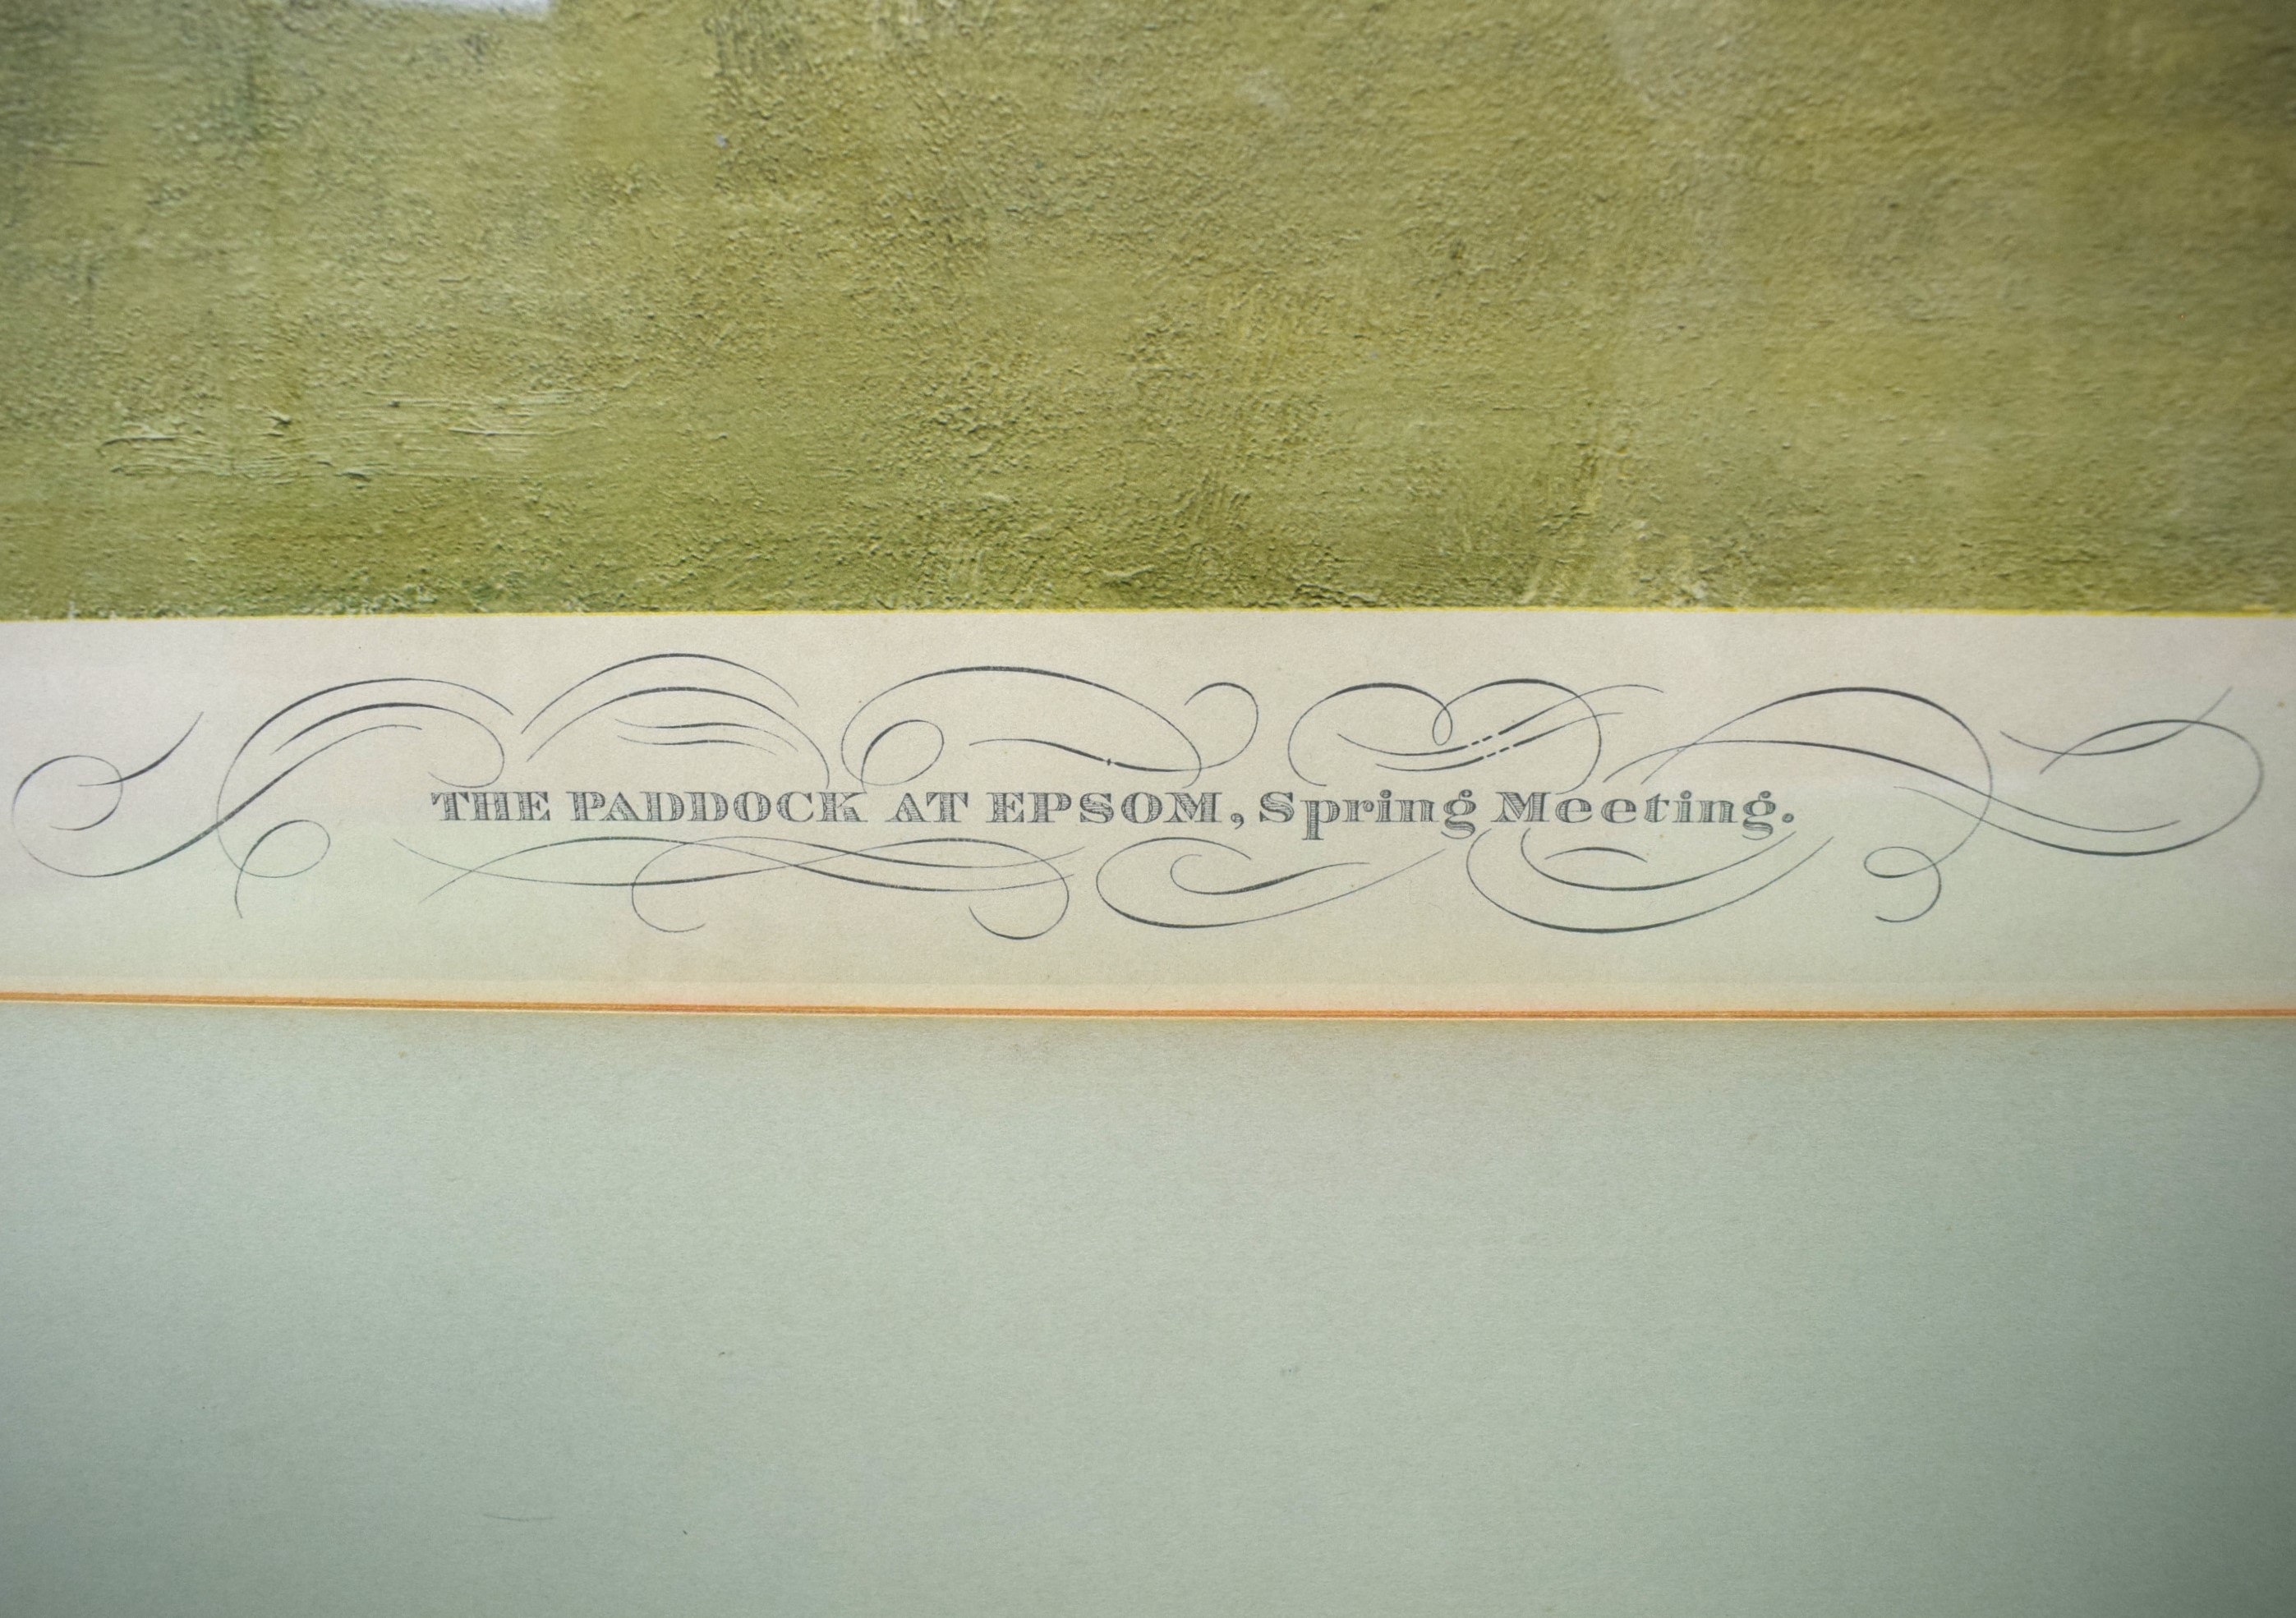 THE PADDOCK AT EPSOM, Spring Meeting.